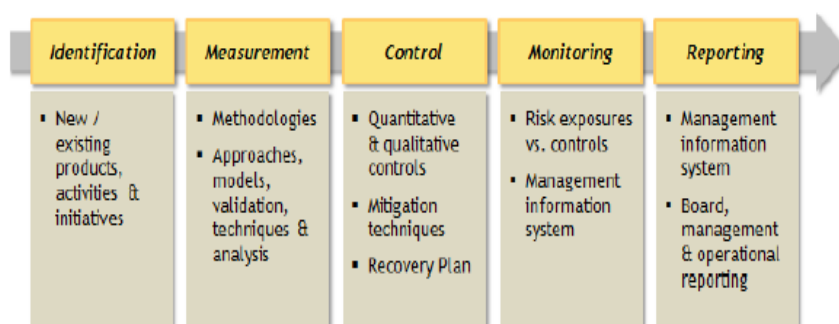 Identification
▪ New /
existing
products,
activities &
initiatives
Measurement
▪ Methodologies
▪ Approaches,
models,
validation,
techniques &
analysis
Control
▪ Quantitative
& qualitative
controls
▪ Mitigation
techniques
▪ Recovery Plan
Monitoring
▪ Risk exposures
vs. controls
▪ Management
information
system
Reporting
▪ Management
information
system
▪ Board,
management
& operational
reporting